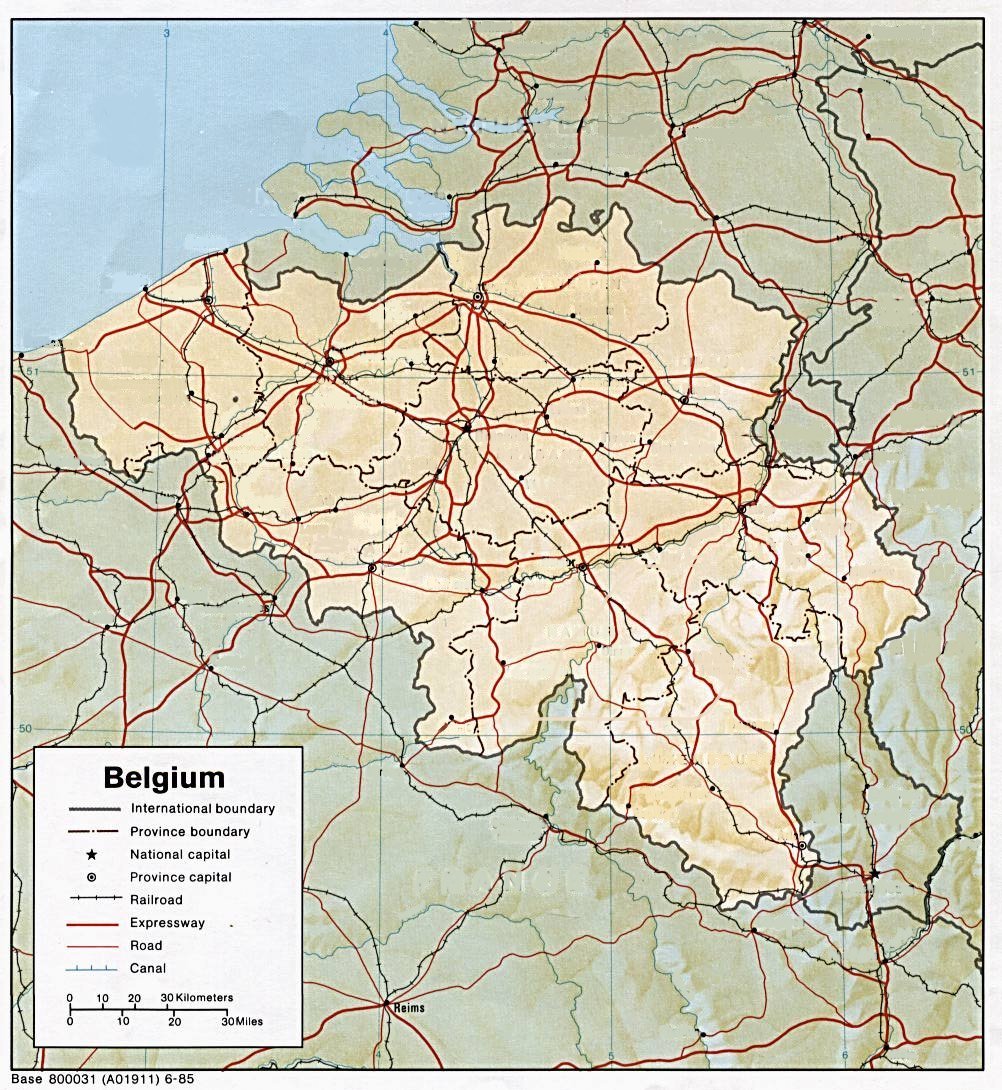 3
4
5
6
51
51
50
50
Belgium
International boundary
Province boundary
National capital
Province capital
Railroad
Expressway
Road
Canal
0 10 20 30 Kilometers
0 10 20 30 Miles
Reims
4
5
6
Base 800031 (A01911) 6-85